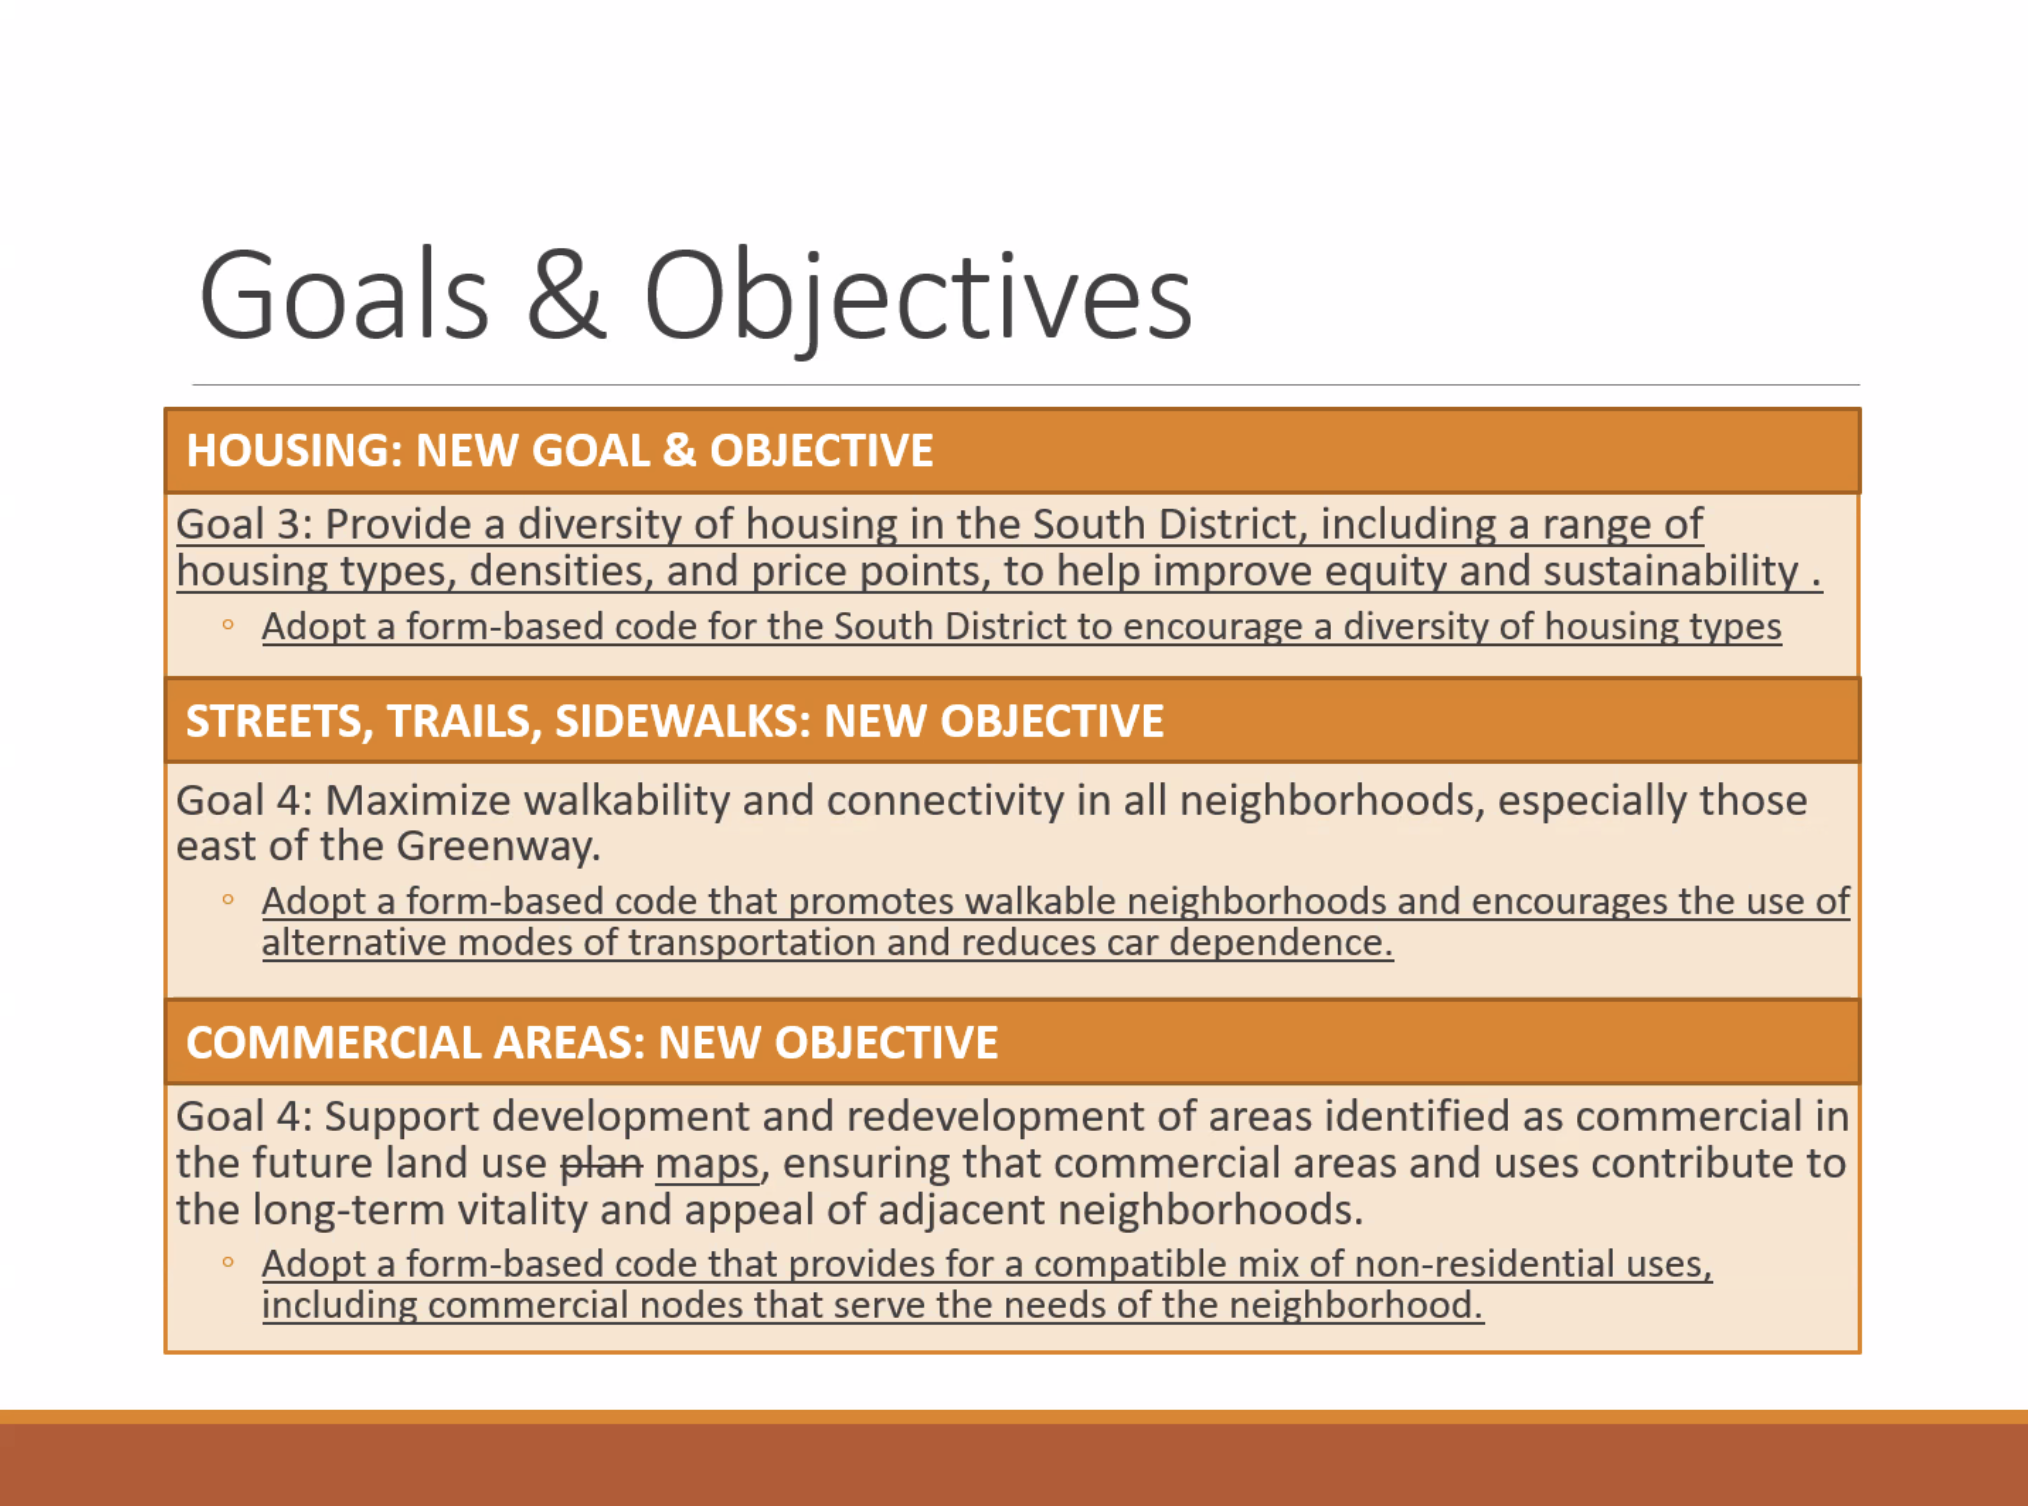 Goals & Objectives
HOUSING: NEW GOAL & OBJECTIVE
Goal 3: Provide a diversity of housing in the South District, including a range of
housing types, densities, and price points, to help improve equity and sustainability .
◦ Adopt a form-based code for the South District to encourage a diversity of housing types
STREETS, TRAILS, SIDEWALKS: NEW OBJECTIVE
Goal 4: Maximize walkability and connectivity in all neighborhoods, especially those
east of the Greenway.
◦ Adopt a form-based code that promotes walkable neighborhoods and encourages the use of
alternative modes of transportation and reduces car dependence.
COMMERCIAL AREAS: NEW OBJECTIVE
Goal 4: Support development and redevelopment of areas identified as commercial in
the future land use plan maps, ensuring that commercial areas and uses contribute to
the long-term vitality and appeal of adjacent neighborhoods.
◦ Adopt a form-based code that provides for a compatible mix of non-residential uses,
including commercial nodes that serve the needs of the neighborhood.